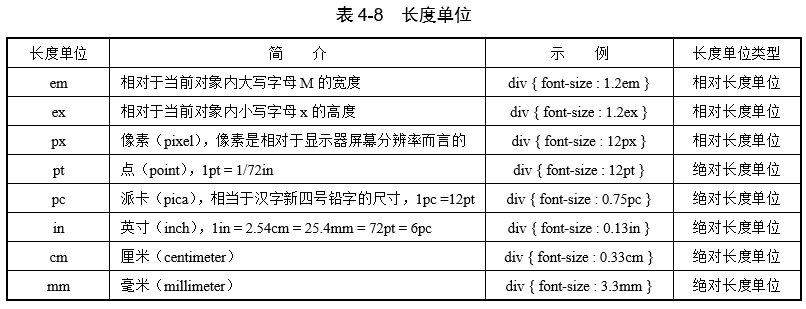 表 4-8 长度单位
长度单位 简 介 示 例 长度单位类型
em 相对于当前对象内大写字母 M 的宽度 div { font-size : 1.2em } 相对长度单位
ex 相对于当前对象内小写字母 x 的高度 div { font-size : 1.2ex } 相对长度单位
px 像素（pixel），像素是相对于显示器屏幕分辨率而言的 div { font-size : 12px } 相对长度单位
pt 点（point），1pt = 1/72in div { font-size : 12pt } 绝对长度单位
pc 派卡（pica），相当于汉字新四号铅字的尺寸，1pc =12pt div { font-size : 0.75pc } 绝对长度单位
in 英寸（inch），1in = 2.54cm = 25.4mm = 72pt = 6pc div { font-size : 0.13in } 绝对长度单位
cm 厘米（centimeter） div { font-size : 0.33cm } 绝对长度单位
mm 毫米（millimeter） div { font-size : 3.3mm } 绝对长度单位